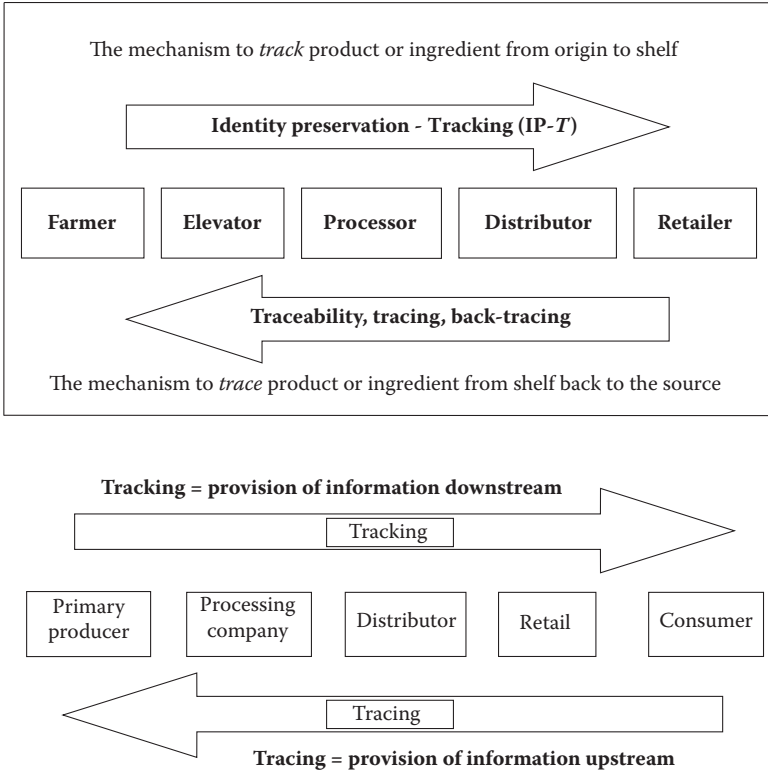 The mechanism to track product or ingredient from origin to shelf
Identity preservation - Tracking (IP-T)
Farmer
Elevator
Processor
Distributor
Retailer
Traceability, tracing, back-tracing
The mechanism to trace product or ingredient from shelf back to the source
Tracking = provision of information downstream
Tracking
Primary
producer
Processing
company
Distributor
Retail
Consumer
Tracing
Tracing = provision of information upstream